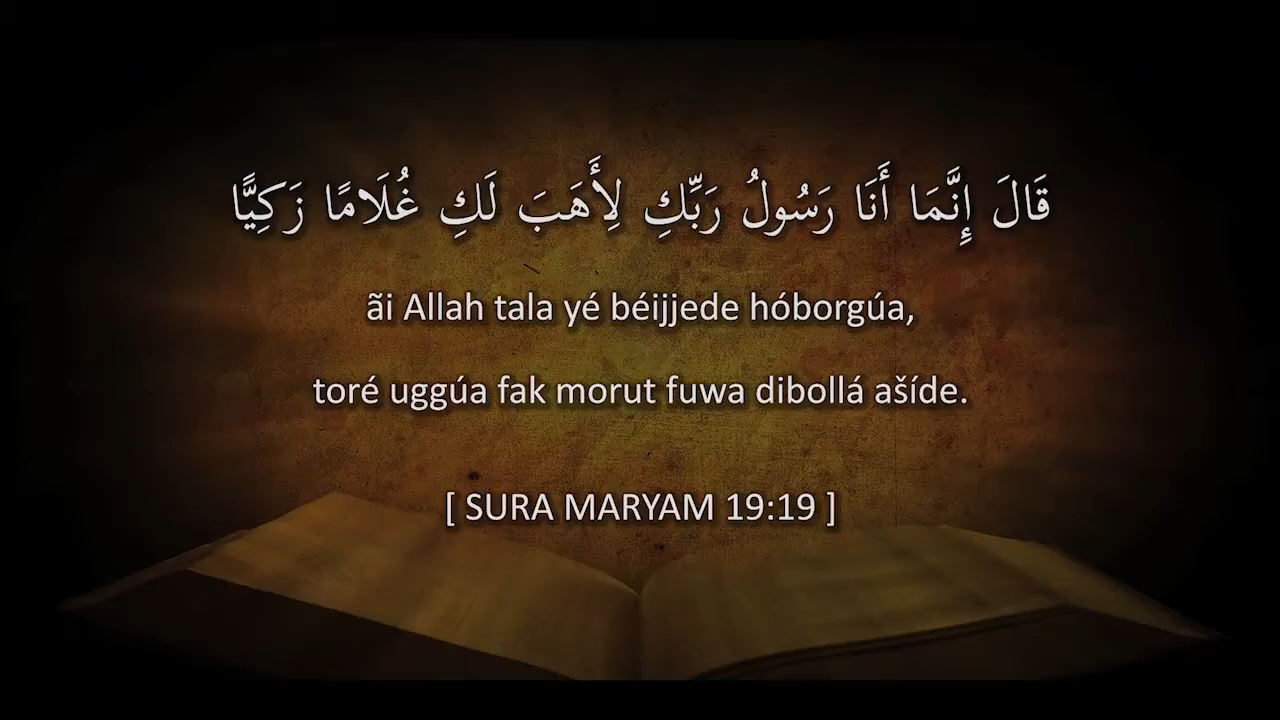 قَالَ إِنَّمَا أَنَا رَسُولُ رَبِّكِ لِأَهَبَ لَكِ غُلَامًا زَكِيًّا
ãi Allah tala yé béijjede hóborgúa,
toré uggúa fak morut fuwa dibollá ašíde.
[ SURA MARYAM 19:19 ]